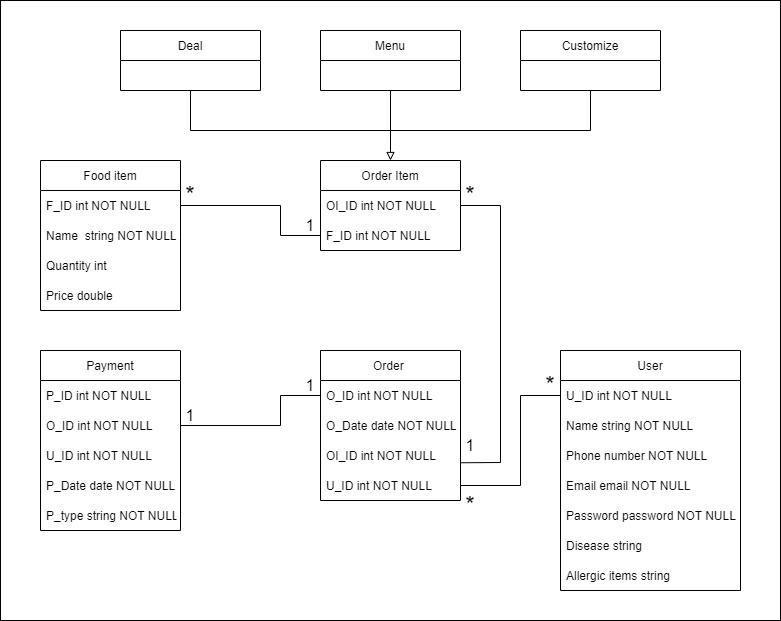 Deal
Menu
Customize
Food item
F_ID int NOT NULL
Name  string NOT NULL
Quantity int
Price double
*
1
Order Item
OI_ID int NOT NULL
F_ID int NOT NULL
*
Payment
P_ID int NOT NULL
O_ID int NOT NULL
U_ID int NOT NULL
P_Date date NOT NULL
P_type string NOT NULL
1
1
Order
O_ID int NOT NULL
O_Date date NOT NULL
OI_ID int NOT NULL
U_ID int NOT NULL
1
*
*
User
U_ID int NOT NULL
Name string NOT NULL
Phone number NOT NULL
Email email NOT NULL
Password password NOT NULL
Disease string
Allergic items string